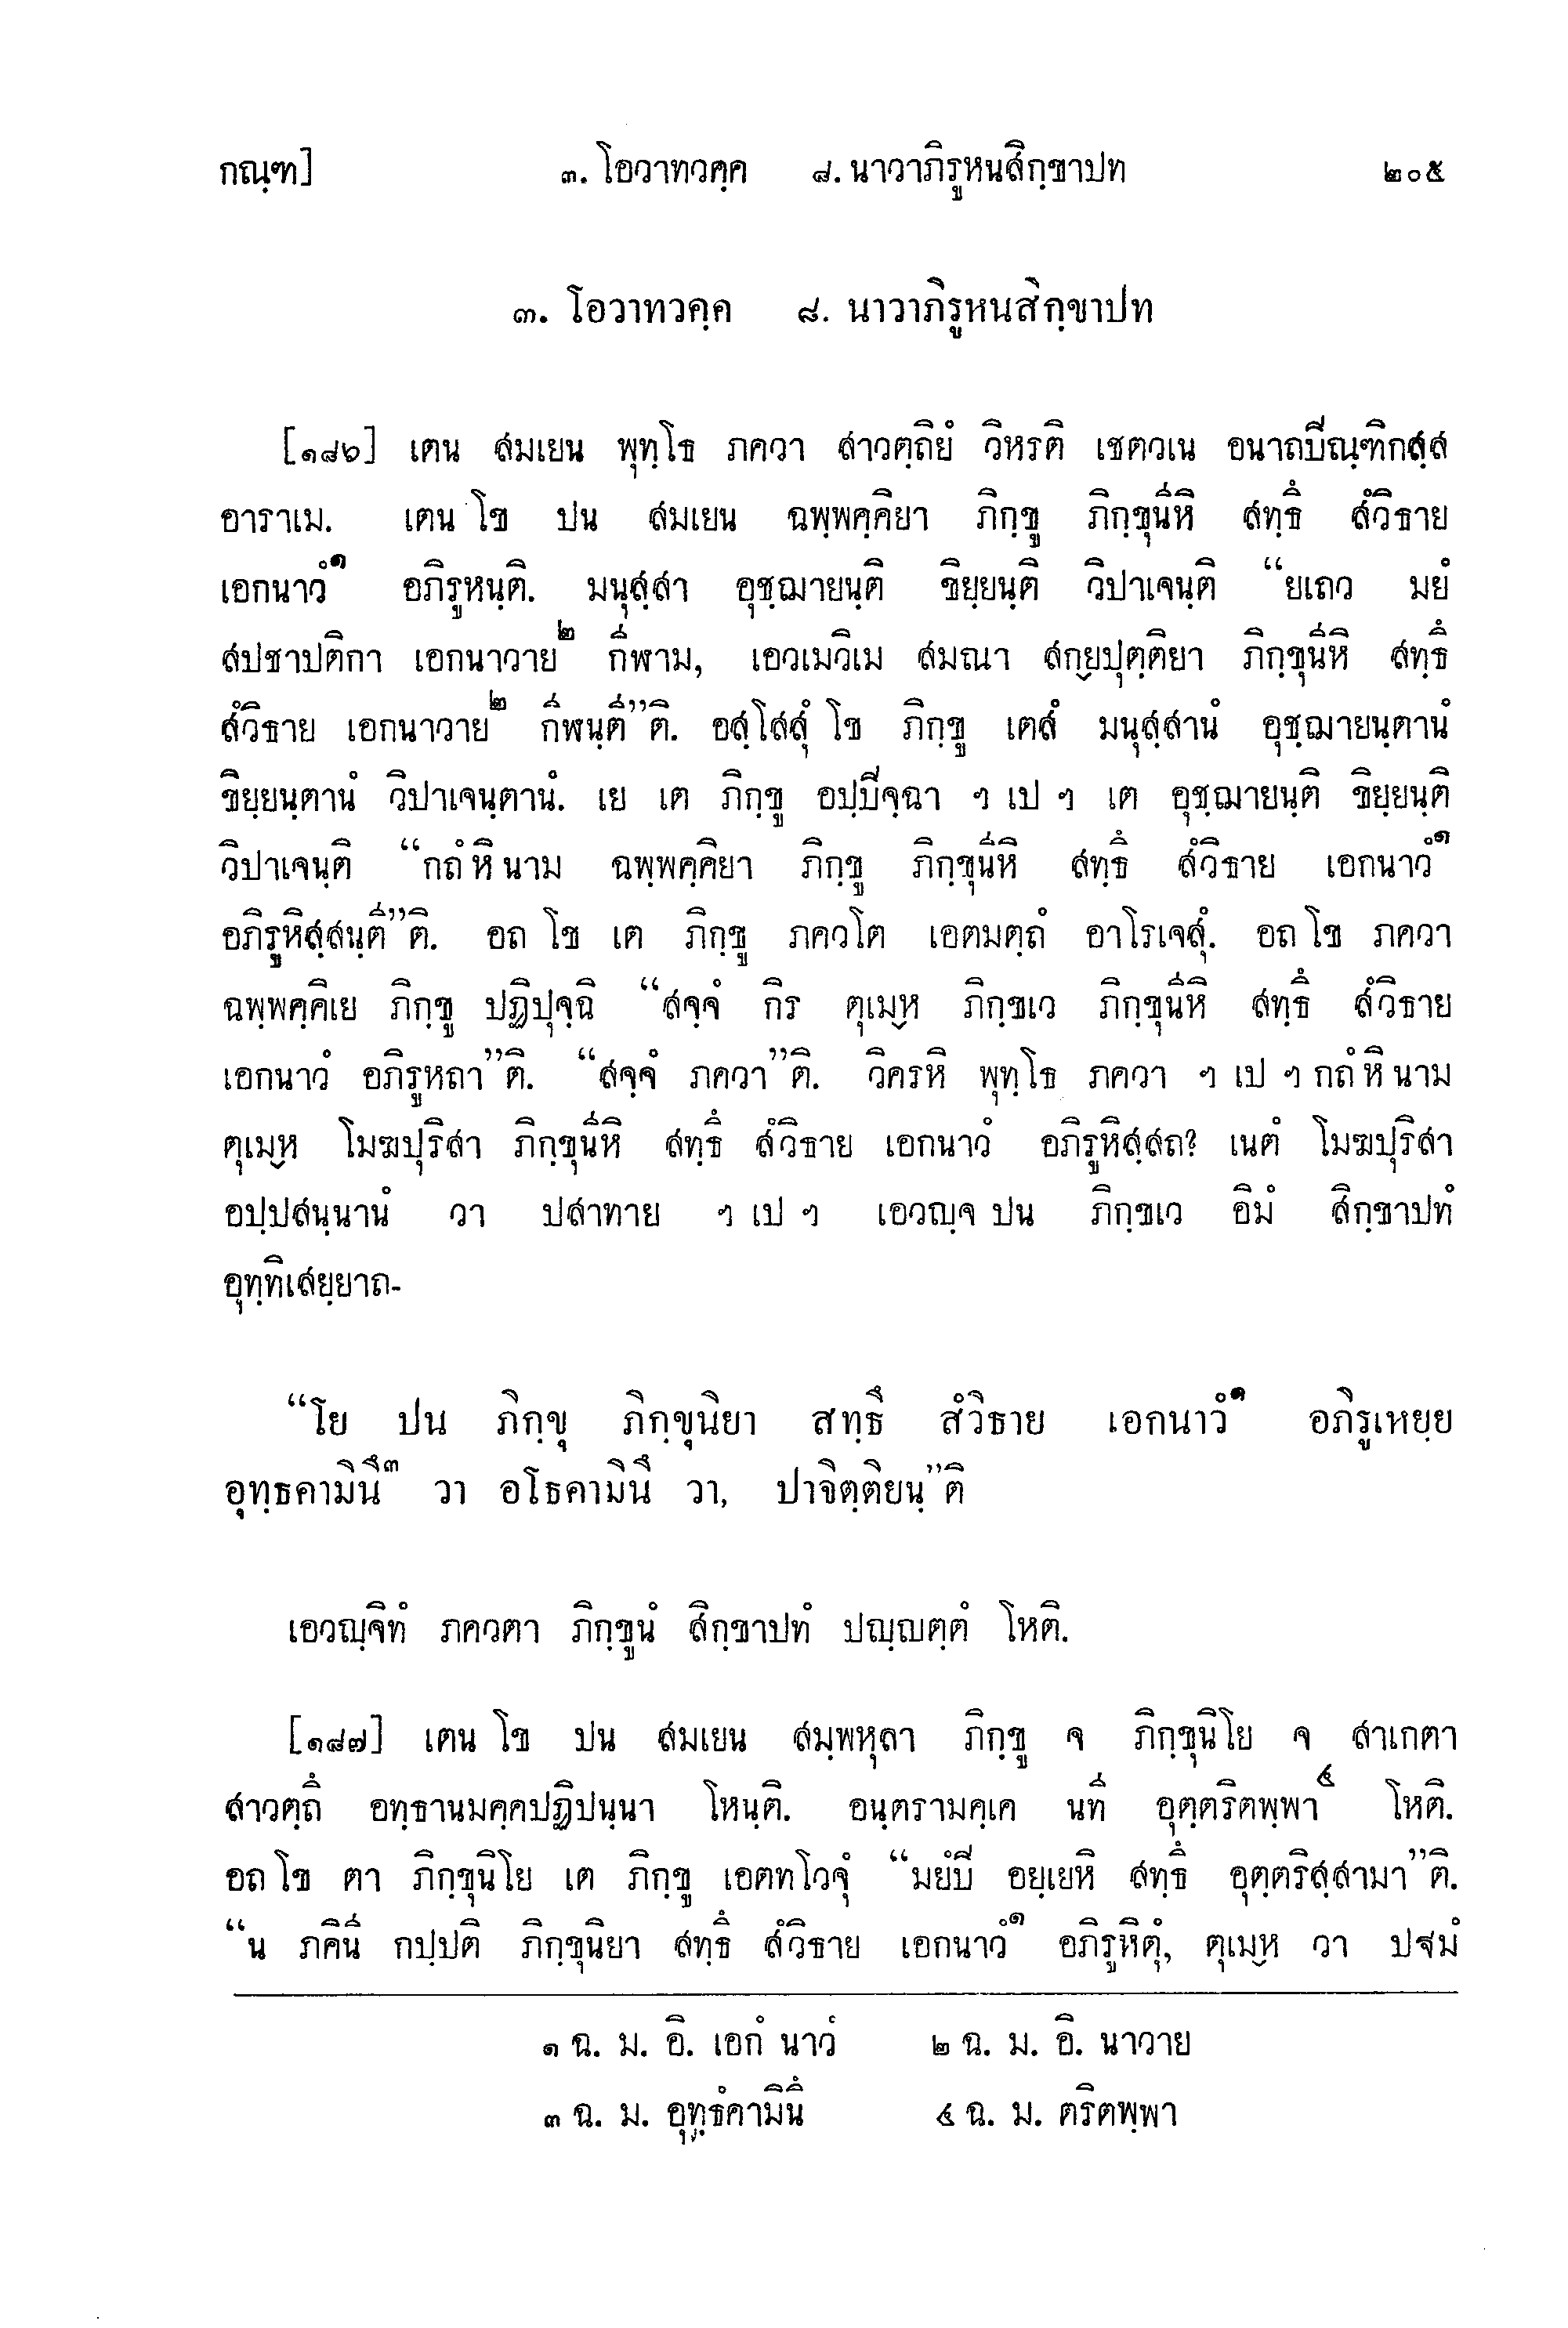 กณฺฑ] ๓. โอวาทวคฺค ๘. นาวาภิรูหนสิกฺขาปท ๒๐๕
๓. โอวาทวคฺค ๘. นาวาภิรูหนสิกฺขาปท
[๑๘๖] เตน สมเยน พุทฺโธ ภควา สาวตฺถิยํ วิหรติ เชตวเน อนาถปิณฺฑิกสฺส
อาราเม. เตน โข ปน สมเยน ฉพฺพคฺคิยา ภิกฺขู ภิกฺขุนีหิ สทฺธึ สํวิธาย
เอกนาวํ๑ อภิรูหนฺติ. มนุสฺสา อุชฺฌายนฺติ ขิยฺยนฺติ วิปาเจนฺติ “ยเถว มยํ
สปชาปติกา เอกนาวาย๒ กีฬาม, เอวเมวิเม สมณา สกฺยปุตฺติยา ภิกฺขุนีหิ สทฺธึ
สํวิธาย เอกนาวาย๒ กีฬนฺตี”ติ. อสฺโสสุํ โข ภิกฺขู เตสํ มนุสฺสานํ อุชฺฌายนฺตานํ
ขิยฺยนฺตานํ วิปาเจนฺตานํ. เย เต ภิกฺขู อปฺปิจฺฉา ฯ เป ฯ เต อุชฺฌายนฺติ ขิยฺยนฺติ
วิปาเจนฺติ “กถํ หิ นาม ฉพฺพคฺคิยา ภิกฺขู ภิกฺขุนีหิ สทฺธึ สํวิธาย เอกนาวํ๑
อภิรูหิสฺสนฺตี”ติ. อถ โข เต ภิกฺขู ภควโต เอตมตฺถํ อาโรเจสุํ. อถ โข ภควา
ฉพฺพคฺคิเย ภิกฺขู ปฏิปุจฺฉิ “สจฺจํ กิร ตุเมฺห ภิกฺขเว ภิกฺขุนีหิ สทฺธึ สํวิธาย
เอกนาวํ อภิรูหถา”ติ. “สจฺจํ ภควา”ติ. วิครหิ พุทฺโธ ภควา ฯ เป ฯ กถํ หิ นาม
ตุเมฺห โมฆปุริสา ภิกฺขุนีหิ สทฺธึ สํวิธาย เอกนาวํ อภิรูหิสฺสถ? เนตํ โมฆปุริสา
อปฺปสนฺนานํ วา ปสาทาย ฯ เป ฯ เอวญฺจ ปน ภิกฺขเว อิมํ สิกฺขาปทํ
อุทฺทิเสยฺยาถ-
“โย ปน ภิกฺขุ ภิกฺขุนิยา สทฺธึ สํวิธาย เอกนาวํ๑ อภิรูเหยฺย
อุทฺธคามินึ๓ วา อโธคามินึ วา, ปาจิตฺติยนฺ”ติ
เอวญฺจิทํ ภควตา ภิกฺขูนํ สิกฺขาปทํ ปญฺญตฺตํ โหติ.
[๑๘๗] เตน โข ปน สมเยน สมฺพหุลา ภิกฺขู จ ภิกฺขุนิโย จ สาเกตา
สาวตฺถึ อทฺธานมคฺคปฏิปนฺนา โหนฺติ. อนฺตรามคฺเค นที อุตฺตริตพฺพา๔ โหติ.
อถ โข ตา ภิกฺขุนิโย เต ภิกฺขู เอตทโวจุํ “มยํปิ อยฺเยหิ สทฺธึ อุตฺตริสฺสามา”ติ.
“น ภคินี กปฺปติ ภิกฺขุนิยา สทฺธึ สํวิธาย เอกนาวํ๑ อภิรูหิตุํ, ตุเมฺห วา ปฐมํ
๑ ฉ. ม. อิ. เอกํ นาวํ ๒ ฉ. ม. อิ. นาวาย
๓ ฉ. ม. อุทฺธํคามินึ ๔ ฉ. ม. ตริตพฺพา